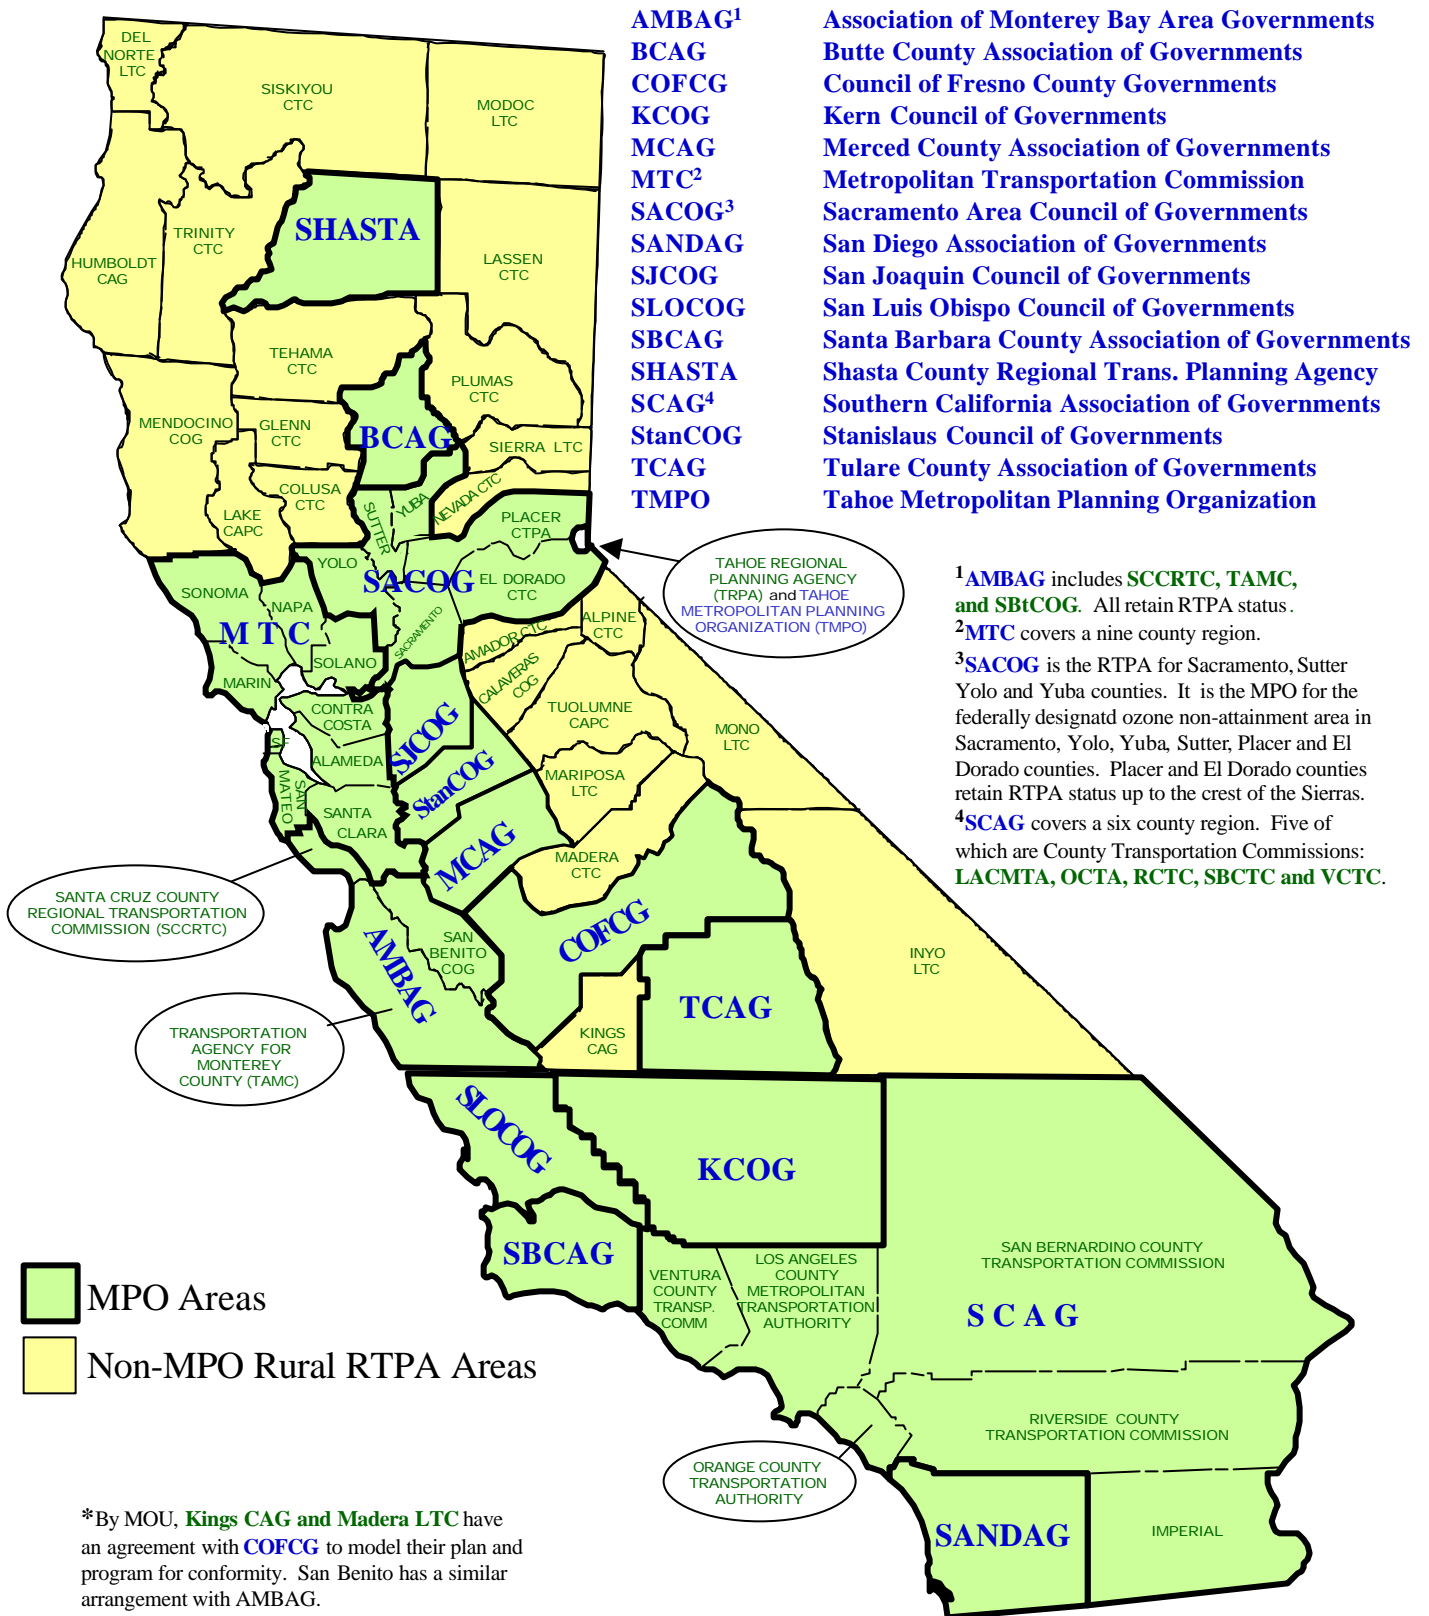 AMBAG1 Association of Monterey Bay Area Governments
BCAG Butte County Association of Governments
COFCG Council of Fresno County Governments
KCOG Kern Council of Governments
MCAG Merced County Association of Governments
MTC2 Metropolitan Transportation Commission
SACOG3 Sacramento Area Council of Governments
SANDAG San Diego Association of Governments
SJCOG San Joaquin Council of Governments
SLOCOG San Luis Obispo Council of Governments
SBCAG Santa Barbara County Association of Governments
SHASTA Shasta County Regional Trans. Planning Agency
SCAG4 Southern California Association of Governments
StanCOG Stanislaus Council of Governments
TCAG Tulare County Association of Governments
TMPO Tahoe Metropolitan Planning Organization
DEL
NORTE
LTC
SISKIYOU
CTC
MODOC
LTC
HUMBOLDT
CAG
TRINITY
CTC
SHASTA
LASSEN
CTC
TEHAMA
CTC
PLUMAS
CTC
MENDOCINO
COG
GLENN
CTC
BCAG
SIERRA LTC
LAKE
CAPC
COLUSA
CTC
SUTTER
YUBA
NEVADA CTC
PLACER
CTPA
YOLO
SACOG
EL DORADO
CTC
SACRAMENTO
TAHOE REGIONAL
PLANNING AGENCY
(TRPA) and TAHOE
METROPOLITAN PLANNING
ORGANIZATION (TMPO)
SONOMA
NAPA
M T C
SOLANO
MARIN
CONTRA
COSTA
SF
ALAMEDA
SAN
MATEO
SANTA
CLARA
ALPINE
CTC
AMADOR CTC
CALAVERAS
COG
TUOLUMNE
CAPC
MONO
LTC
SJCOG
StanCOG
MARIPOSA
LTC
MCAG
MADERA
CTC
COFCG
INYO
LTC
SANTA CRUZ COUNTY
REGIONAL TRANSPORTATION
COMMISSION (SCCRTC)
AMBAG
SAN
BENITO
COG
TRANSPORTATION
AGENCY FOR
MONTEREY
COUNTY (TAMC)
KINGS
CAG
TCAG
SLOCOG
KCOG
SBCAG
VENTURA
COUNTY
TRANSP.
COMM
LOS ANGELES
COUNTY
METROPOLITAN
TRANSPORTATION
AUTHORITY
SAN BERNARDINO COUNTY
TRANSPORTATION COMMISSION
S C A G
RIVERSIDE COUNTY
TRANSPORTATION COMMISSION
ORANGE COUNTY
TRANSPORTATION
AUTHORITY
SANDAG
IMPERIAL
1AMBAG includes SCCRTC, TAMC,
and SBtCOG. All retain RTPA status.
2MTC covers a nine county region.
3SACOG is the RTPA for Sacramento, Sutter
Yolo and Yuba counties. It is the MPO for the
federally designatd ozone non-attainment area in
Sacramento, Yolo, Yuba, Sutter, Placer and El
Dorado counties. Placer and El Dorado counties
retain RTPA status up to the crest of the Sierras.
4SCAG covers a six county region. Five of
which are County Transportation Commissions:
LACMTA, OCTA, RCTC, SBCTC and VCTC.
MPO Areas
Non-MPO Rural RTPA Areas
*By MOU, Kings CAG and Madera LTC have
an agreement with COFCG to model their plan and
program for conformity. San Benito has a similar
arrangement with AMBAG.